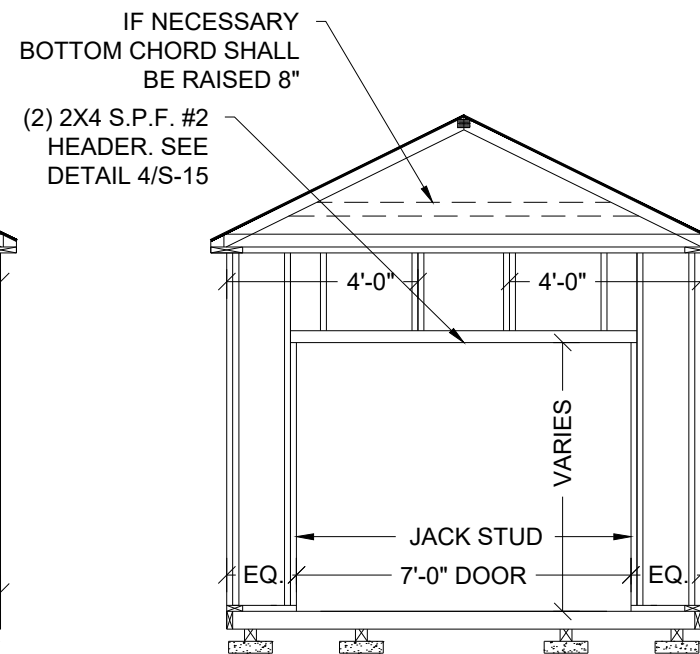 IF NECESSARY
BOTTOM CHORD SHALL
BE RAISED 8"
(2) 2X4 S.P.F. #2
HEADER. SEE
DETAIL 4/S-15
4'-0"
4'-0"
VARIES
JACK STUD
EQ.
7'-0" DOOR
EQ.